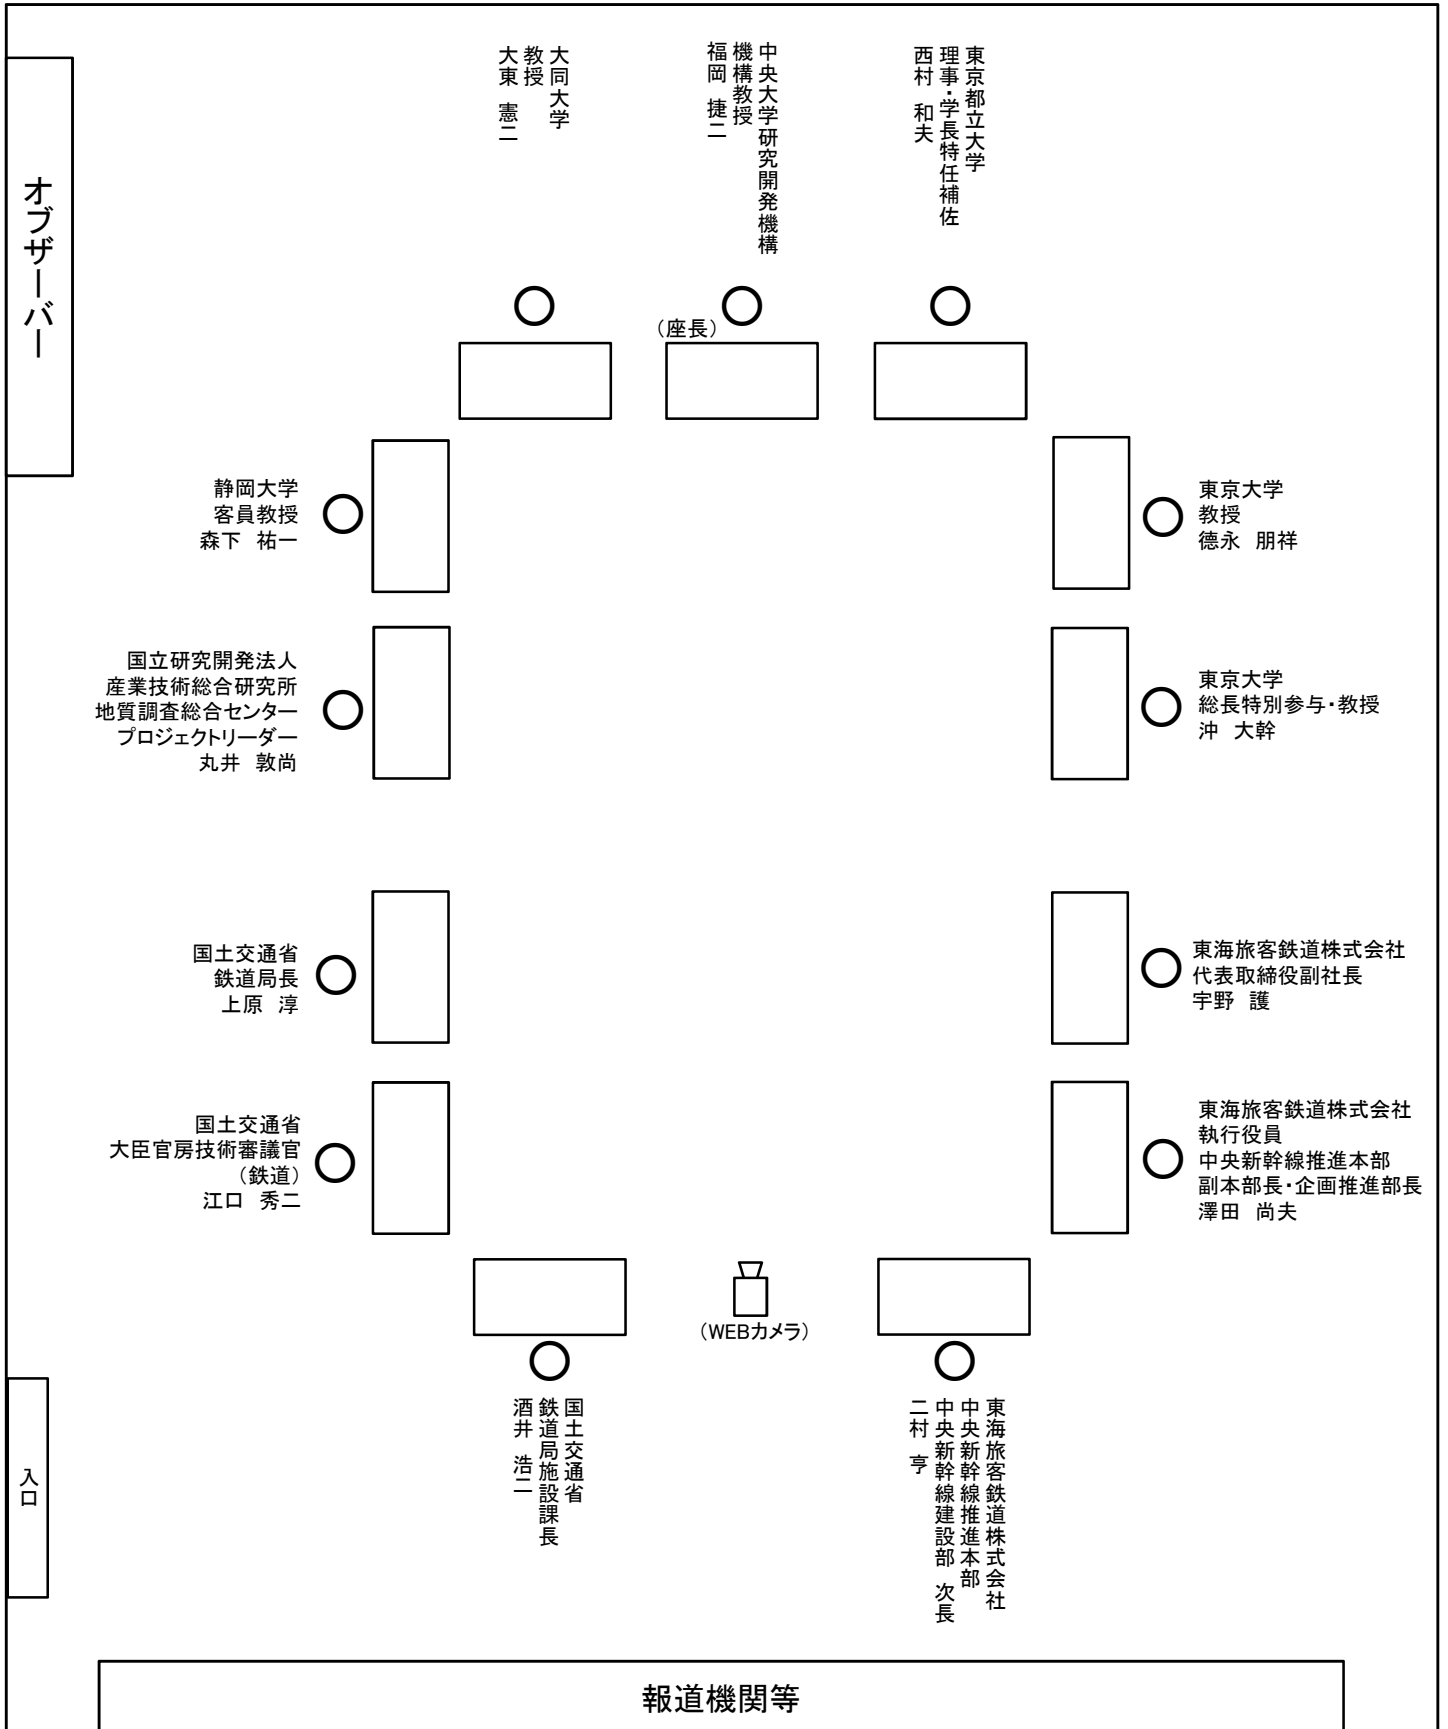 大同大学
教授
大東　憲二
中央大学研究開発機構
機構教授
福岡　捷二
東京都立大学
理事・学長特任補佐
西村　和夫
オブザーバー
（座長）
静岡大学
客員教授
森下　祐一
東京大学
教授
德永　朋祥
国立研究開発法人
産業技術総合研究所
地質調査総合センター
プロジェクトリーダー
丸井　敦尚
東京大学
総長特別参与・教授
沖　大幹
国土交通省
鉄道局長
上原　淳
東海旅客鉄道株式会社
代表取締役副社長
宇野　護
国土交通省
大臣官房技術審議官
（鉄道）
江口　秀二
東海旅客鉄道株式会社
執行役員
中央新幹線推進本部
副本部長・企画推進部長
澤田　尚夫
（WEBカメラ）
国土交通省
鉄道局施設課長
酒井　浩二
東海旅客鉄道株式会社
中央新幹線推進本部
中央新幹線建設部　次長
二村　亨
入口
報道機関等